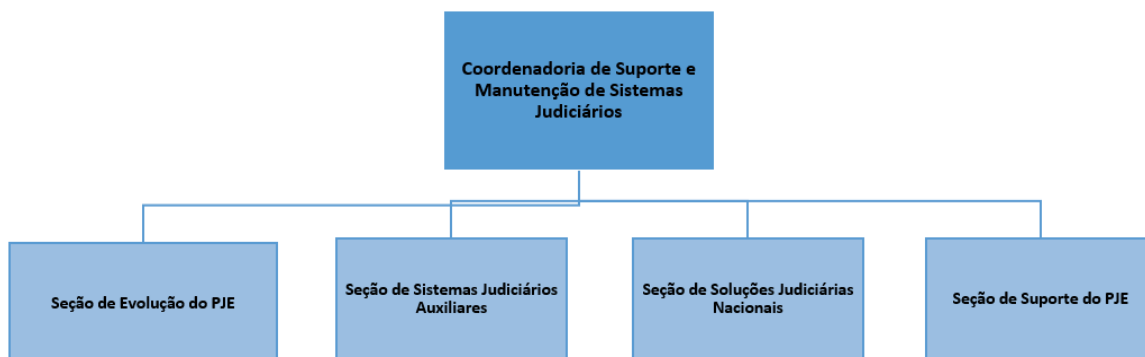 Coordenadoria de Suporte e
Manutenção de Sistemas
Judiciários
Seção de Evolução do PJE
Seção de Sistemas Judiciários
Auxiliares
Seção de Soluções Judiciárias
Nacionais
Seção de Suporte do PJE